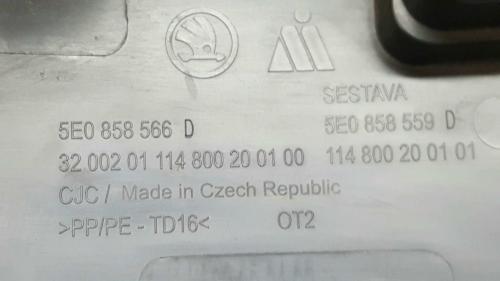 SESTAVA
5E0 858 566 D 5E0 858 559 D
32 002 01 114 800 20 01 00 114 800 20 01 01
CJC / Made in Czech Republic
>PP/PE - TD16< OT2